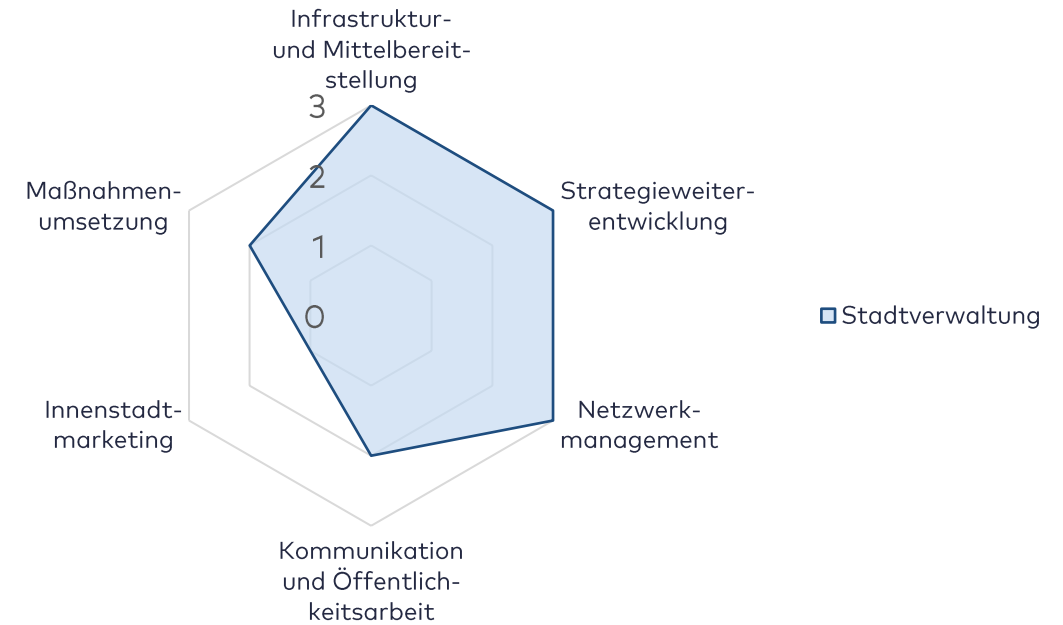 Infrastruktur-
und Mittelbereit-
stellung
3
2
1
0
Strategieweiter-
entwicklung
Netzwerk-
management
Kommunikation
und Öffentlich-
keitsarbeit
Innenstadt-
marketing
Maßnahmen-
umsetzung
Stadtverwaltung